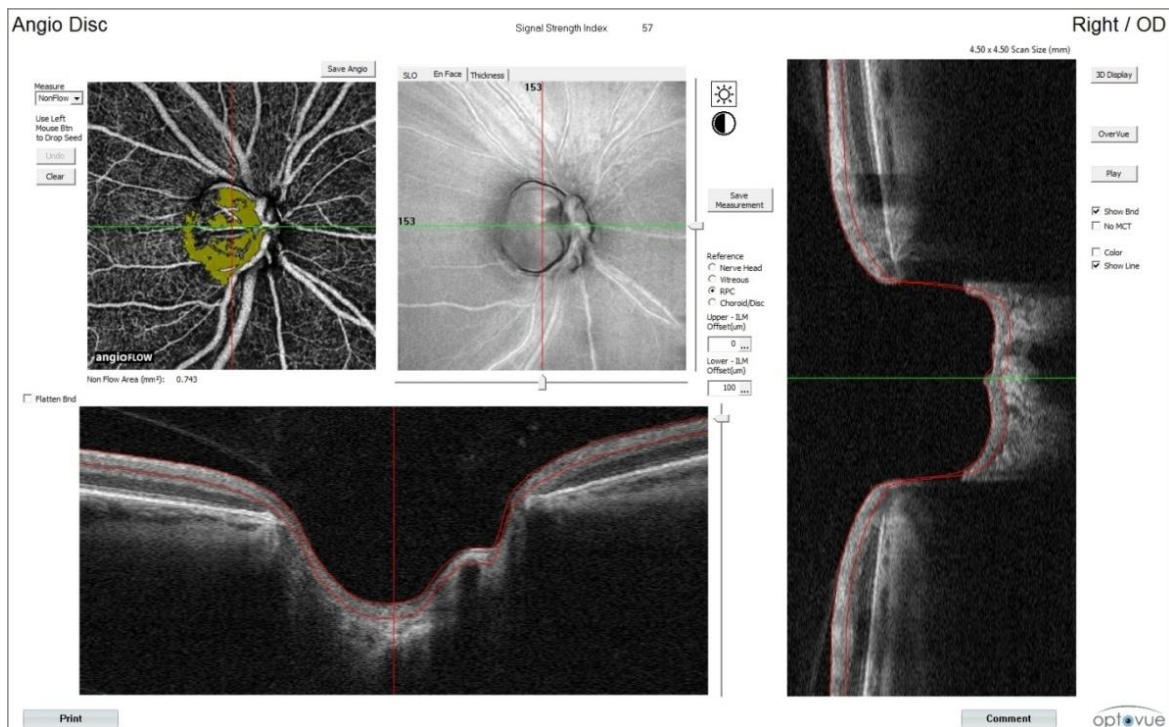 Angio Disc
Signal Strength Index 57
Right / OD
4.50 x 4.50 Scan Size (mm)
Save Angio
Measure
NonFlow
Use Left
Mouse Btn
to Drop Seed
Undo
Clear
angioFLOW
Non Flow Area (mm²): 0.743
SLO En Face Thickness
153
153
Save
Measurement
Reference
Nerve Head
Vitreous
RPC
Choroid/Disc
Upper - ILM
Offset(µm)
0 ...
Lower - ILM
Offset(µm)
100 ...
3D Display
OverVue
Play
Show Bnd
No MCT
Color
Show Line
Flatten Bnd
Print
Comment
optovue